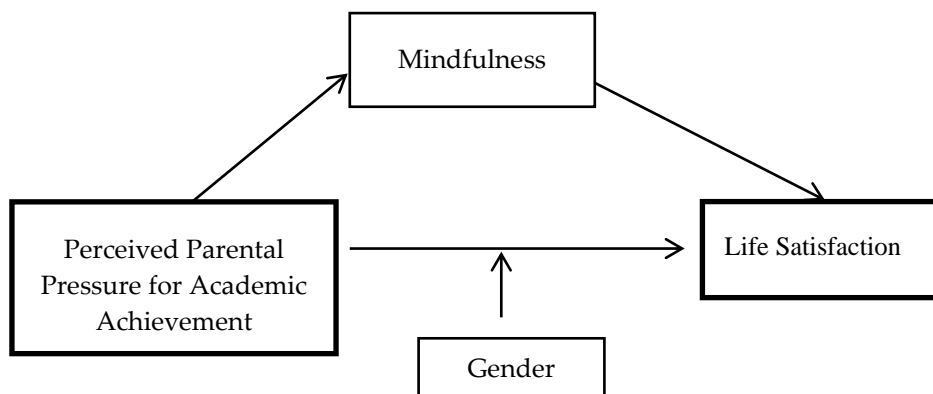 Mindfulness
Perceived Parental
Pressure for Academic
Achievement
Life Satisfaction
Gender